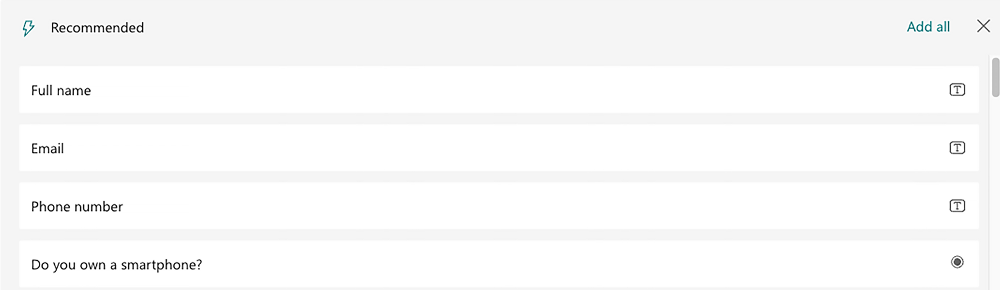 Recommended
Add all
Full name
Email
Phone number
Do you own a smartphone?